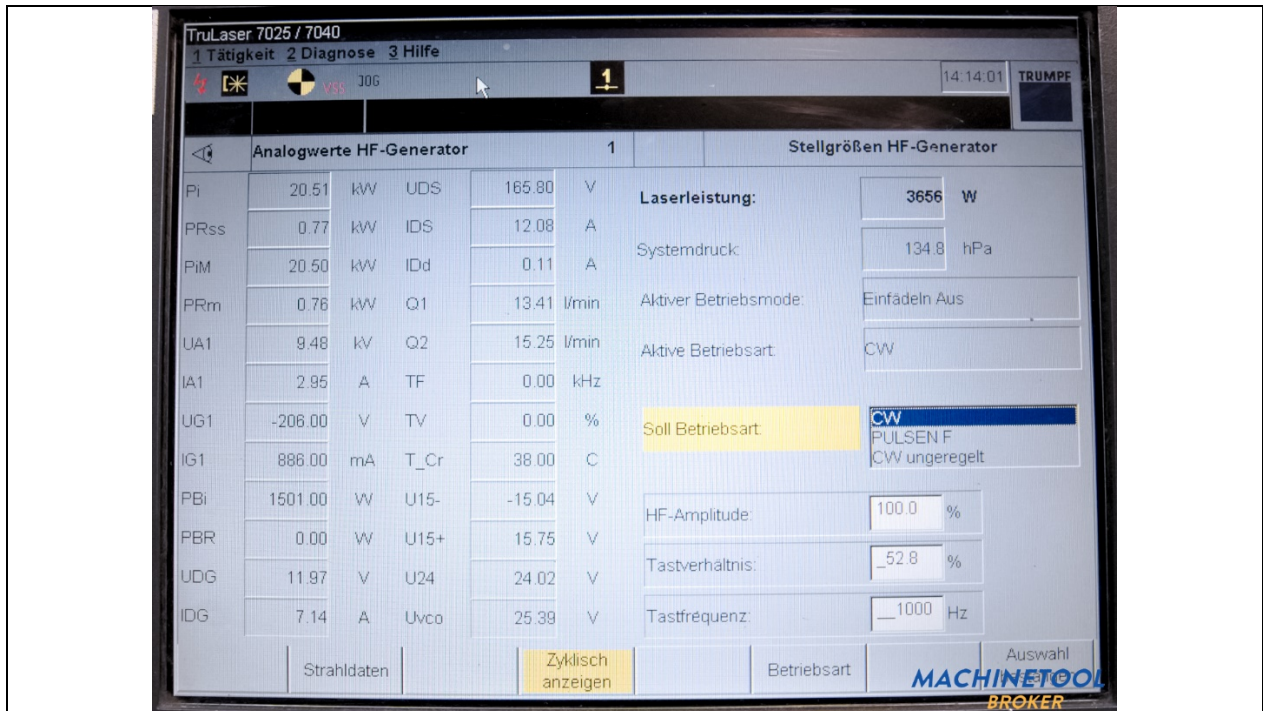 TruLaser 7025 / 7040
1 Tätigkeit 2 Diagnose 3 Hilfe
VSS JOG 1 14:14:01 TRUMPF
Analogwerte HF-Generator 1 Stellgrößen HF-Generator
Pi 20.51 kW UDS 165.80 V
PRss 0.77 kW IDS 12.08 A
PiM 20.50 kW IDd 0.11 A
PRm 0.76 kW Q1 13.41 l/min
UA1 9.48 kV Q2 15.25 l/min
IA1 2.95 A TF 0.00 kHz
UG1 -206.00 V TV 0.00 %
IG1 886.00 mA T_Cr 38.00 C
PBi 1501.00 W U15- -15.04 V
PBR 0.00 W U15+ 15.75 V
UDG 11.97 V U24 24.02 V
IDG 7.14 A Uvco 25.39 V
Laserleistung: 3656 W
Systemdruck: 134.8 hPa
Aktiver Betriebsmode: Einfädeln Aus
Aktive Betriebsart: CW
Soll Betriebsart: CW
PULSEN F
CW ungeregelt
HF-Amplitude: 100.0 %
Tastverhältnis: _52.8 %
Tastfrequenz: __1000 Hz
Strahldaten
Zyklisch
anzeigen
Betriebsart
Auswahl
MACHINETOOL
BROKER